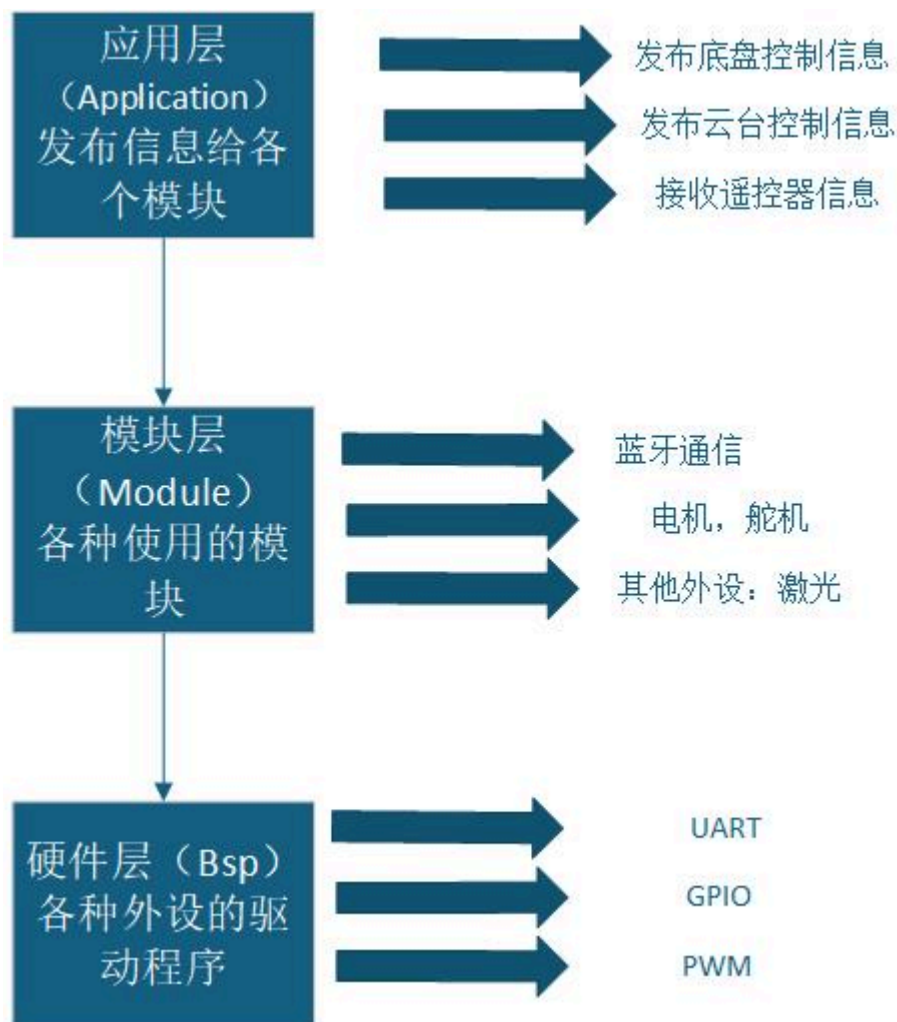 应用层
（Application）
发布信息给各
个模块
发布底盘控制信息
发布云台控制信息
接收遥控器信息
模块层
（Module）
各种使用的模
块
蓝牙通信
电机，舵机
其他外设：激光
硬件层（Bsp）
各种外设的驱
动程序
UART
GPIO
PWM